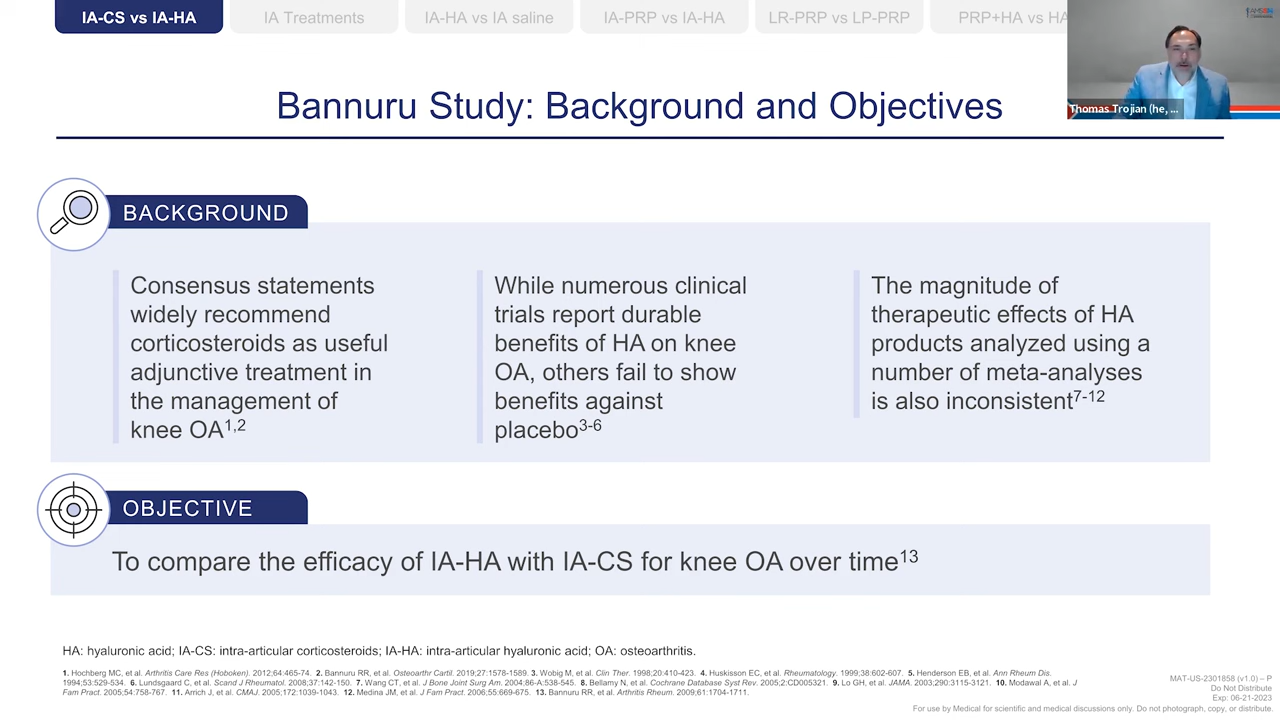 IA-CS vs IA-HA
IA Treatments
IA-HA vs IA saline
IA-PRP vs IA-HA
LR-PRP vs LP-PRP
PRP+HA vs HA
Thomas Trojian (he, ...
Bannuru Study: Background and Objectives
BACKGROUND
Consensus statements
widely recommend
corticosteroids as useful
adjunctive treatment in
the management of
knee OA1,2
While numerous clinical
trials report durable
benefits of HA on knee
OA, others fail to show
benefits against
placebo3-6
The magnitude of
therapeutic effects of HA
products analyzed using a
number of meta-analyses
is also inconsistent7-12
OBJECTIVE
To compare the efficacy of IA-HA with IA-CS for knee OA over time13
HA: hyaluronic acid; IA-CS: intra-articular corticosteroids; IA-HA: intra-articular hyaluronic acid; OA: osteoarthritis.
1. Hochberg MC, et al. Arthritis Care Res (Hoboken). 2012;64:465-74. 2. Bannuru RR, et al. Osteoarthr Cartil. 2019;27:1578-1589. 3. Wobig M, et al. Clin Ther. 1998;20:410-423. 4. Huskisson EC, et al. Rheumatology. 1999;38:602-607. 5. Henderson EB, et al. Ann Rheum Dis.
1994;53:529-534. 6. Lundsgaard C, et al. Scand J Rheumatol. 2008;37:142-150. 7. Wang CT, et al. J Bone Joint Surg Am. 2004;86-A:538-545. 8. Bellamy N, et al. Cochrane Database Syst Rev. 2005;2:CD005321. 9. Lo GH, et al. JAMA. 2003;290:3115-3121. 10. Modawal A, et al. J
Fam Pract. 2005;54:758-767. 11. Arrich J, et al. CMAJ. 2005;172:1039-1043. 12. Medina JM, et al. J Fam Pract. 2006;55:669-675. 13. Bannuru RR, et al. Arthritis Rheum. 2009;61:1704-1711.
MAT-US-2301858 (v1.0) – P
Do Not Distribute
Exp: 06-21-2023
For use by Medical for scientific and medical discussions only. Do not photograph, copy, or distribute.